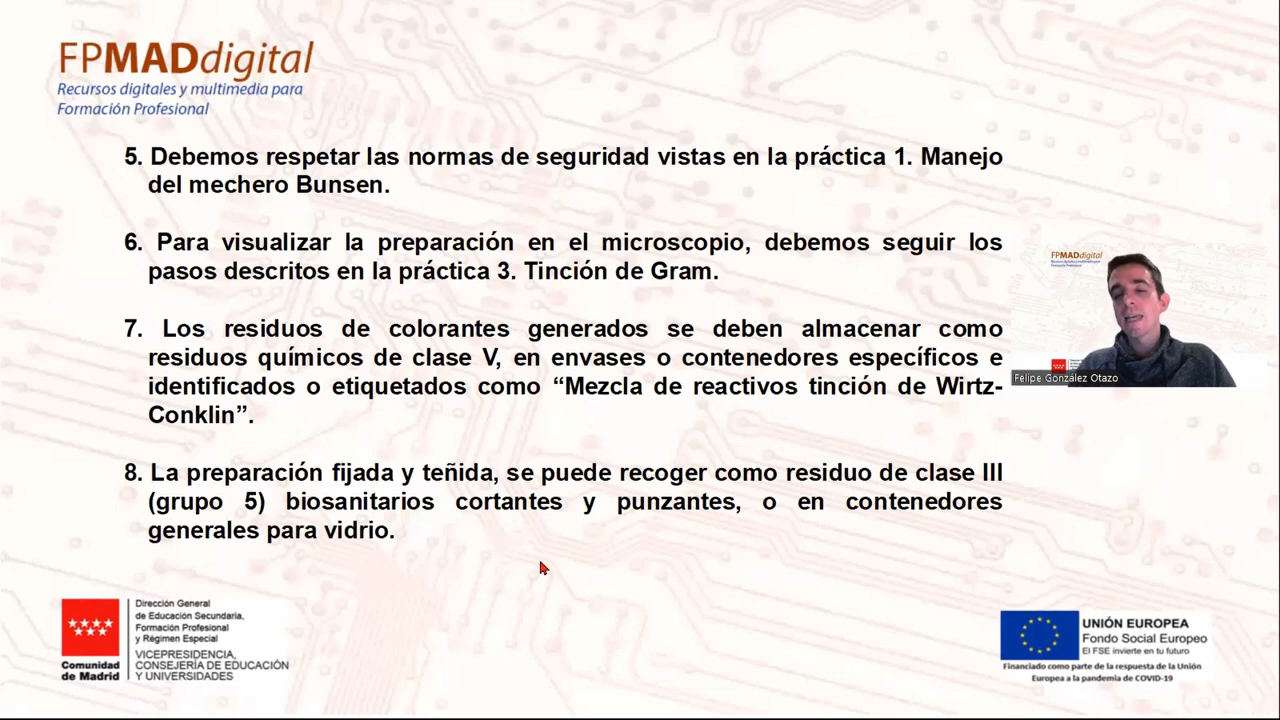 FPMADdigital
Recursos digitales y multimedia para
Formación Profesional
5. Debemos respetar las normas de seguridad vistas en la práctica 1. Manejo
del mechero Bunsen.
6. Para visualizar la preparación en el microscopio, debemos seguir los
pasos descritos en la práctica 3. Tinción de Gram.
7. Los residuos de colorantes generados se deben almacenar como
residuos químicos de clase V, en envases o contenedores específicos e
identificados o etiquetados como “Mezcla de reactivos tinción de Wirtz-
Conklin”.
8. La preparación fijada y teñida, se puede recoger como residuo de clase III
(grupo 5) biosanitarios cortantes y punzantes, o en contenedores
generales para vidrio.
FPMADdigital
Felipe González Otazo
Comunidad
de Madrid
Dirección General
de Educación Secundaria,
Formación Profesional
y Régimen Especial
VICEPRESIDENCIA,
CONSEJERÍA DE EDUCACIÓN
Y UNIVERSIDADES
UNIÓN EUROPEA
Fondo Social Europeo
El FSE invierte en tu futuro
Financiado como parte de la respuesta de la Unión
Europea a la pandemia de COVID-19